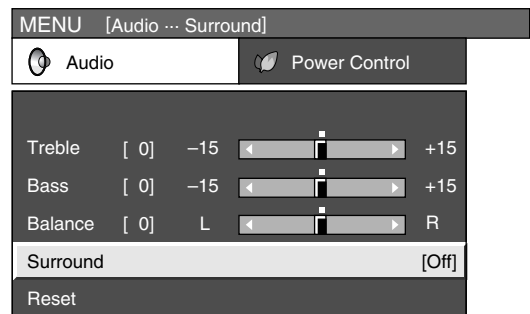 MENU [Audio ··· Surround]
Audio Power Control
Treble [ 0] −15 +15
Bass [ 0] −15 +15
Balance [ 0] L R
Surround [Off]
Reset